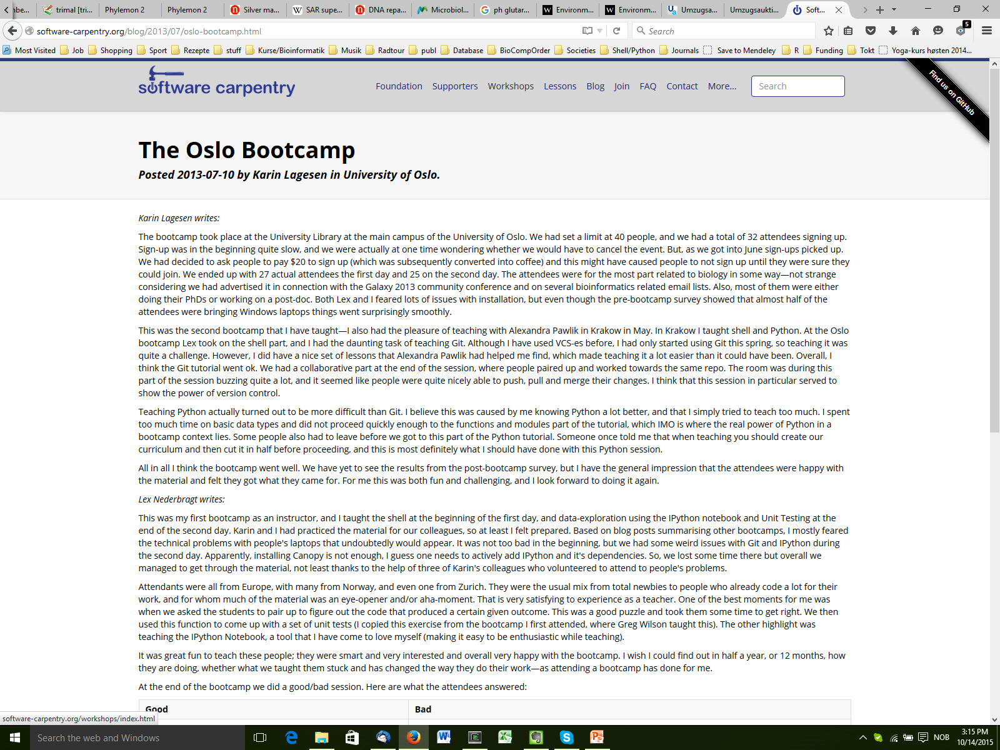 nbe...
trimal [tri...
Phylemon 2
Phylemon 2
Silver ma...
SAR supe...
DNA repa...
Microbiol...
ph glutar...
Environm...
Environm...
Umzugsa...
Umzugsaukti...
Soft...
software-carpentry.org/blog/2013/07/oslo-bootcamp.html
Search
5
Most Visited Job Shopping Sport Rezepte stuff Kurse/Bioinformatik Musik Radtour publ Database BioCompOrder Societies Shell/Python Journals Save to Mendeley R Funding Tokt Yoga-kurs høsten 2014...
software carpentry
Foundation Supporters Workshops Lessons Blog Join FAQ Contact More...
Search
Find us on GitHub
The Oslo Bootcamp
Posted 2013-07-10 by Karin Lagesen in University of Oslo.
Karin Lagesen writes:
The bootcamp took place at the University Library at the main campus of the University of Oslo. We had set a limit at 40 people, and we had a total of 32 attendees signing up.
Sign-up was in the beginning quite slow, and we were actually at one time wondering whether we would have to cancel the event. But, as we got into June sign-ups picked up.
We had decided to ask people to pay $20 to sign up (which was subsequently converted into coffee) and this might have caused people to not sign up until they were sure they
could join. We ended up with 27 actual attendees the first day and 25 on the second day. The attendees were for the most part related to biology in some way—not strange
considering we had advertised it in connection with the Galaxy 2013 community conference and on several bioinformatics related email lists. Also, most of them were either
doing their PhDs or working on a post-doc. Both Lex and I feared lots of issues with installation, but even though the pre-bootcamp survey showed that almost half of the
attendees were bringing Windows laptops things went surprisingly smoothly.
This was the second bootcamp that I have taught—I also had the pleasure of teaching with Alexandra Pawlik in Krakow in May. In Krakow I taught shell and Python. At the Oslo
bootcamp Lex took on the shell part, and I had the daunting task of teaching Git. Although I have used VCS-es before, I had only started using Git this spring, so teaching it was
quite a challenge. However, I did have a nice set of lessons that Alexandra Pawlik had helped me find, which made teaching it a lot easier than it could have been. Overall, I
think the Git tutorial went ok. We had a collaborative part at the end of the session, where people paired up and worked towards the same repo. The room was during this
part of the session buzzing quite a lot, and it seemed like people were quite nicely able to push, pull and merge their changes. I think that this session in particular served to
show the power of version control.
Teaching Python actually turned out to be more difficult than Git. I believe this was caused by me knowing Python a lot better, and that I simply tried to teach too much. I spent
too much time on basic data types and did not proceed quickly enough to the functions and modules part of the tutorial, which IMO is where the real power of Python in a
bootcamp context lies. Some people also had to leave before we got to this part of the Python tutorial. Someone once told me that when teaching you should create our
curriculum and then cut it in half before proceeding, and this is most definitely what I should have done with this Python session.
All in all I think the bootcamp went well. We have yet to see the results from the post-bootcamp survey, but I have the general impression that the attendees were happy with
the material and felt they got what they came for. For me this was both fun and challenging, and I look forward to doing it again.
Lex Nederbragt writes:
This was my first bootcamp as an instructor, and I taught the shell at the beginning of the first day, and data-exploration using the IPython notebook and Unit Testing at the
end of the second day. Karin and I had practiced the material for our colleagues, so at least I felt prepared. Based on blog posts summarising other bootcamps, I mostly feared
the technical problems with people's laptops that undoubtedly would appear. It was not too bad in the beginning, but we had some weird issues with Git and IPython during
the second day. Apparently, installing Canopy is not enough, I guess one needs to actively add IPython and it's dependencies. So, we lost some time there but overall we
managed to get through the material, not least thanks to the help of three of Karin's colleagues who volunteered to attend to people's problems.
Attendants were all from Europe, with many from Norway, and even one from Zurich. They were the usual mix from total newbies to people who already code a lot for their
work, and for whom much of the material was an eye-opener and/or aha-moment. That is very satisfying to experience as a teacher. One of the best moments for me was
when we asked the students to pair up to figure out the code that produced a certain given outcome. This was a good puzzle and took them some time to get right. We then
used this function to come up with a set of unit tests (I copied this exercise from the bootcamp I first attended, where Greg Wilson taught this). The other highlight was
teaching the IPython Notebook, a tool that I have come to love myself (making it easy to be enthusiastic while teaching).
It was great fun to teach these people; they were smart and very interested and overall very happy with the bootcamp. I wish I could find out in half a year, or 12 months, how
they are doing, whether what we taught them stuck and has changed the way they do their work—as attending a bootcamp has done for me.
At the end of the bootcamp we did a good/bad session. Here are what the attendees answered:
Good Bad
software-carpentry.org/workshops/index.html
Search the web and Windows
NOB
3:15 PM
10/14/2015